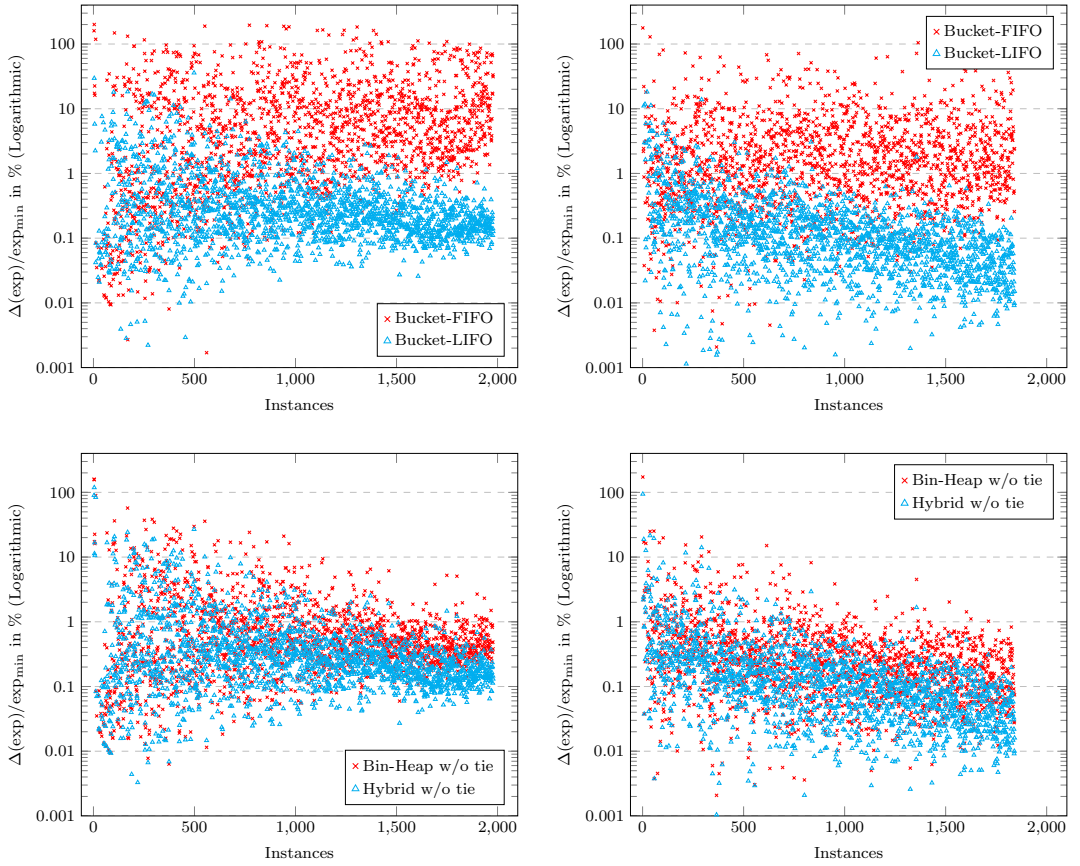 100
10
1
0.1
0.01
0.001
0
500
1,000
1,500
2,000
Instances
Δ(exp)/exp_min in % (Logarithmic)
Bucket-FIFO
Bucket-LIFO
100
10
1
0.1
0.01
0.001
0
500
1,000
1,500
2,000
Instances
Δ(exp)/exp_min in % (Logarithmic)
Bucket-FIFO
Bucket-LIFO
100
10
1
0.1
0.01
0.001
0
500
1,000
1,500
2,000
Instances
Δ(exp)/exp_min in % (Logarithmic)
Bin-Heap w/o tie
Hybrid w/o tie
100
10
1
0.1
0.01
0.001
0
500
1,000
1,500
2,000
Instances
Δ(exp)/exp_min in % (Logarithmic)
Bin-Heap w/o tie
Hybrid w/o tie